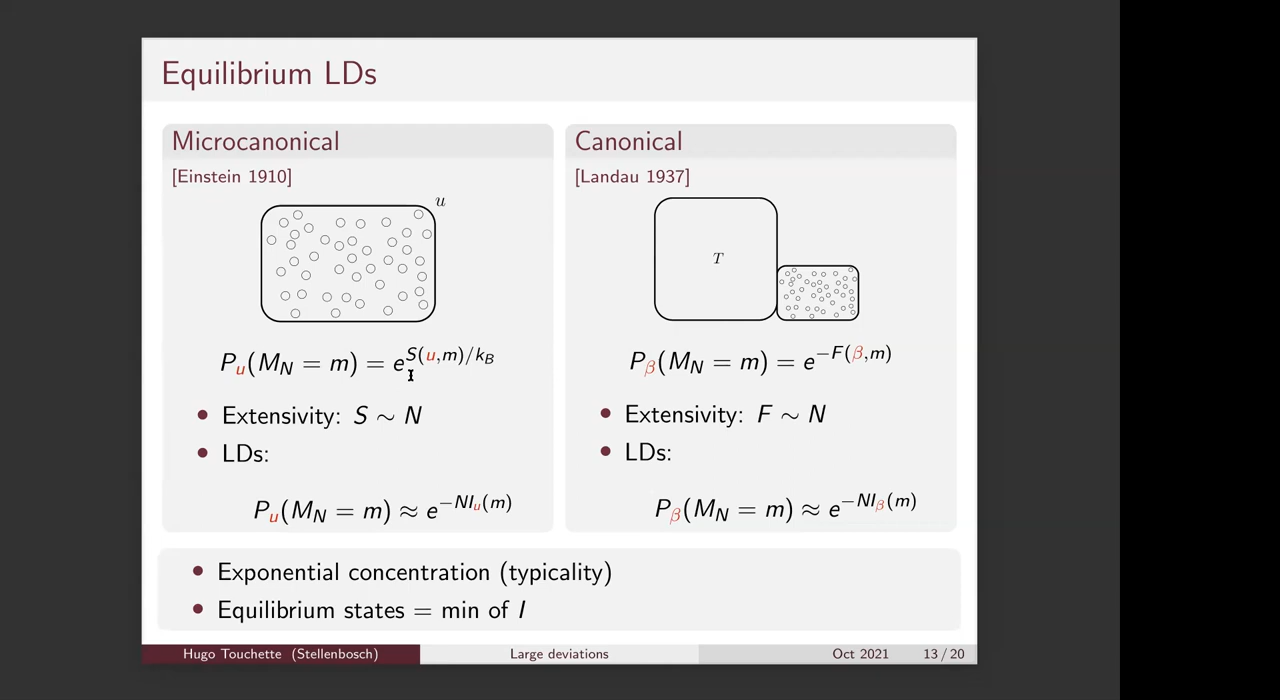 Equilibrium LDs
Microcanonical
[Einstein 1910]
u
P_u(M_N = m) = e^{S(u,m)/k_B}
• Extensivity: S ∼ N
• LDs:
P_u(M_N = m) ≈ e^{−NI_u(m)}
Canonical
[Landau 1937]
T
P_β(M_N = m) = e^{−F(β,m)}
• Extensivity: F ∼ N
• LDs:
P_β(M_N = m) ≈ e^{−NI_β(m)}
• Exponential concentration (typicality)
• Equilibrium states = min of I
Hugo Touchette (Stellenbosch) Large deviations Oct 2021 13 / 20